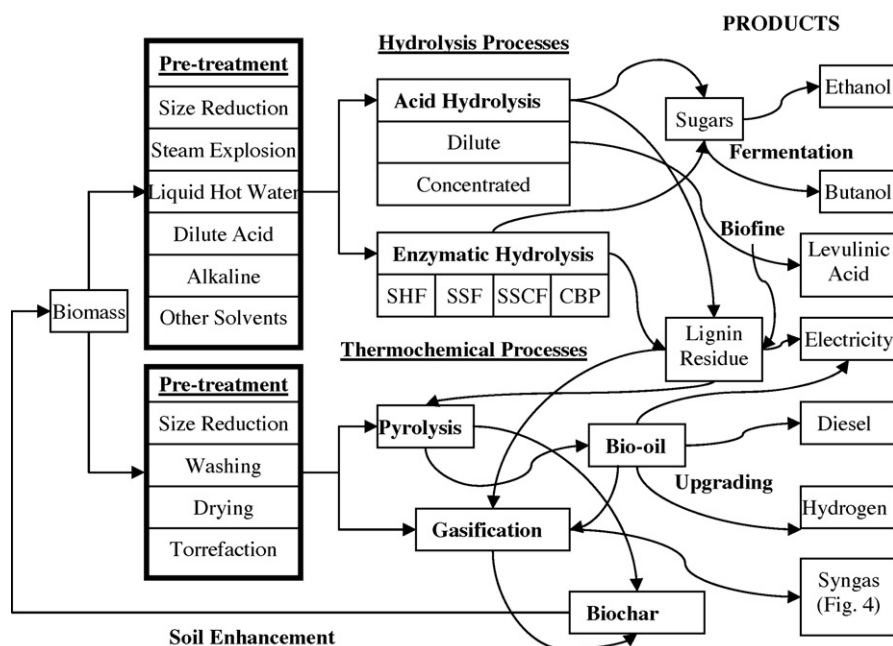 PRODUCTS
Hydrolysis Processes
Pre-treatment
Size Reduction
Steam Explosion
Liquid Hot Water
Dilute Acid
Alkaline
Other Solvents
Acid Hydrolysis
Dilute
Concentrated
Enzymatic Hydrolysis
SHF
SSF
SSCF
CBP
Sugars
Fermentation
Biofine
Ethanol
Butanol
Levulinic
Acid
Biomass
Lignin
Residue
Electricity
Thermochemical Processes
Pre-treatment
Size Reduction
Washing
Drying
Torrefaction
Pyrolysis
Bio-oil
Diesel
Upgrading
Hydrogen
Gasification
Syngas
(Fig. 4)
Biochar
Soil Enhancement